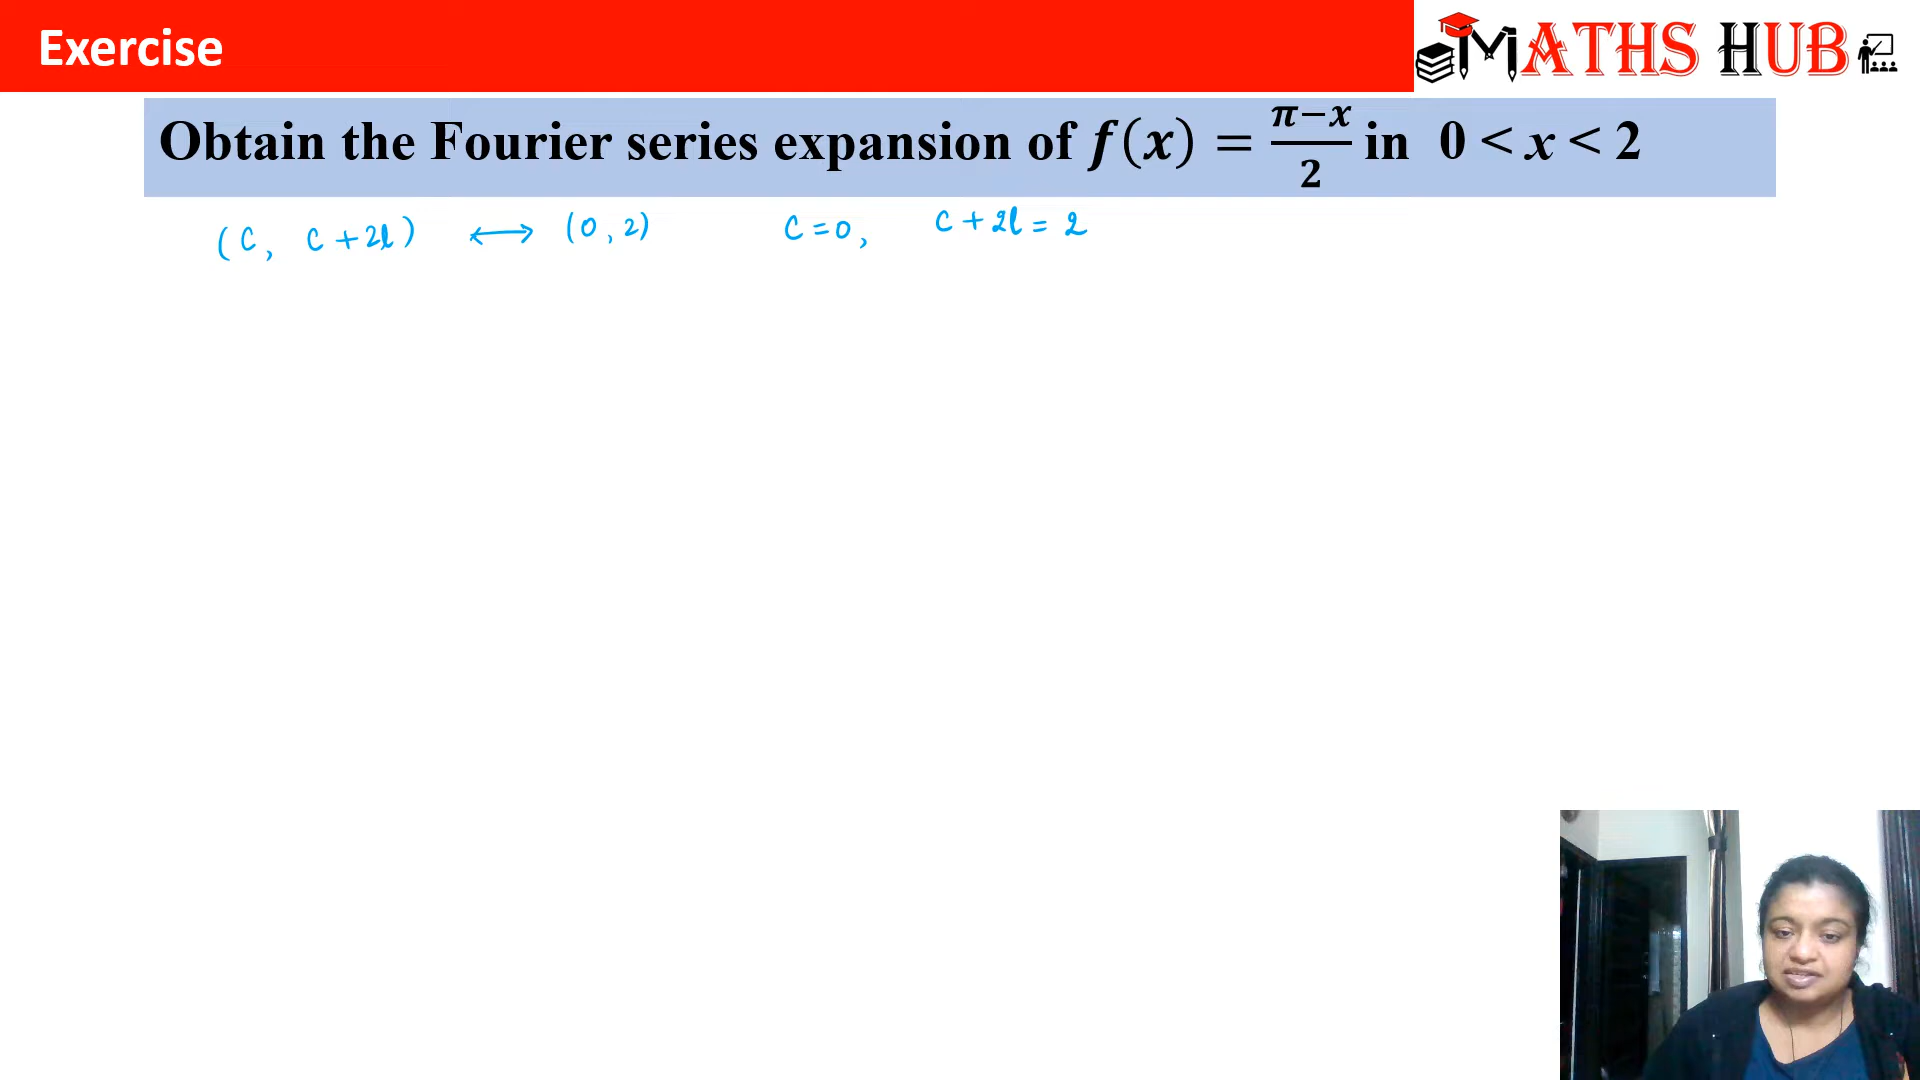 Exercise
MATHS HUB
Obtain the Fourier series expansion of f(x) = (π−x)/2 in 0 < x < 2
(C, C+2l) ⟷ (0, 2) C=0, C+2l = 2